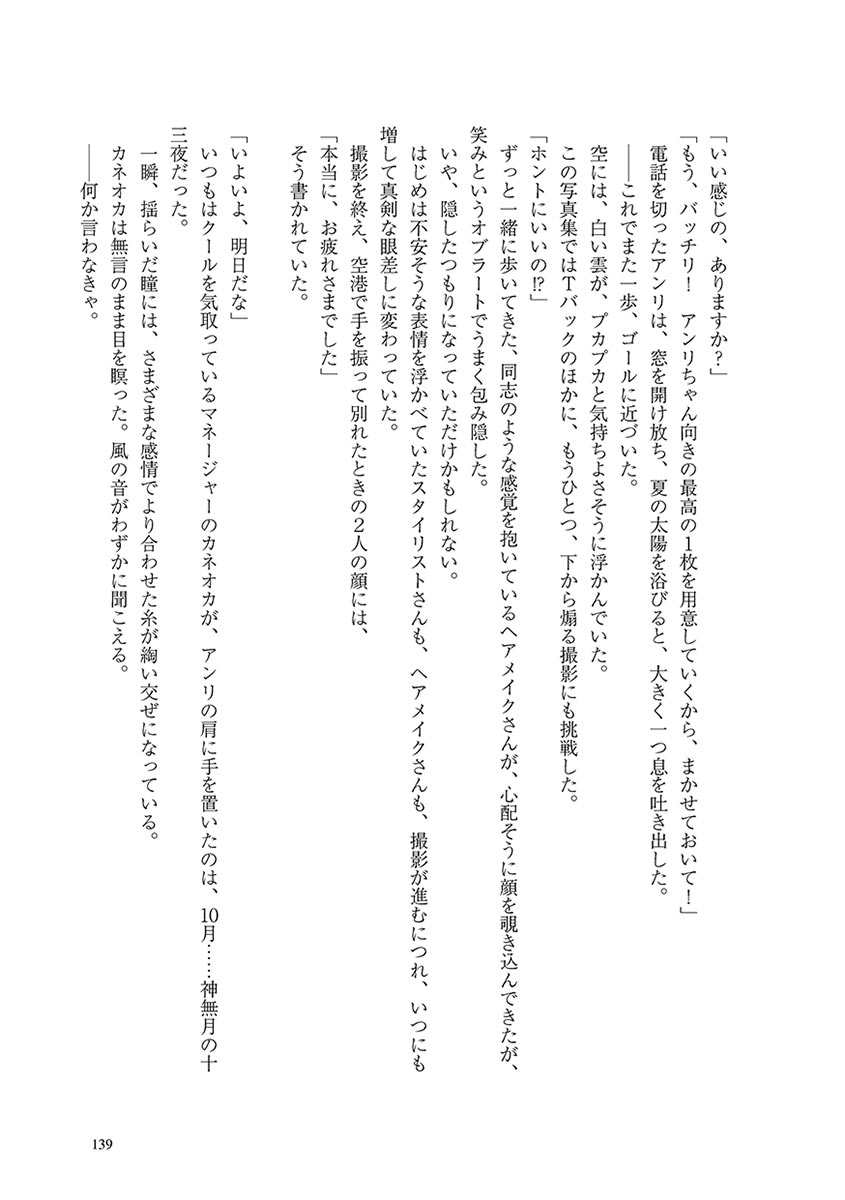 「いい感じの、ありますか？」
「もう、バッチリ！　アンリちゃん向きの最高の１枚を用意していくから、まかせておいて！」
　電話を切ったアンリは、窓を開け放ち、夏の太陽を浴びると、大きく一つ息を吐き出した。
　――これでまた一歩、ゴールに近づいた。
　空には、白い雲が、プカプカと気持ちよさそうに浮かんでいた。
　この写真集ではＴバックのほかに、もうひとつ、下から煽る撮影にも挑戦した。
「ホントにいいの⁉」
　ずっと一緒に歩いてきた、同志のような感覚を抱いているヘアメイクさんが、心配そうに顔を覗き込んできたが、
笑みというオブラートでうまく包み隠した。
　いや、隠したつもりになっていただけかもしれない。
　はじめは不安そうな表情を浮かべていたスタイリストさんも、ヘアメイクさんも、撮影が進むにつれ、いつにも
増して真剣な眼差しに変わっていた。
　撮影を終え、空港で手を振って別れたときの２人の顔には、
「本当に、お疲れさまでした」
　そう書かれていた。
「いよいよ、明日だな」
　いつもはクールを気取っているマネージャーのカネオカが、アンリの肩に手を置いたのは、10月……神無月の十
三夜だった。
　一瞬、揺らいだ瞳には、さまざまな感情でより合わせた糸が綯い交ぜになっている。
　カネオカは無言のまま目を瞑った。風の音がわずかに聞こえる。
　――何か言わなきゃ。
139